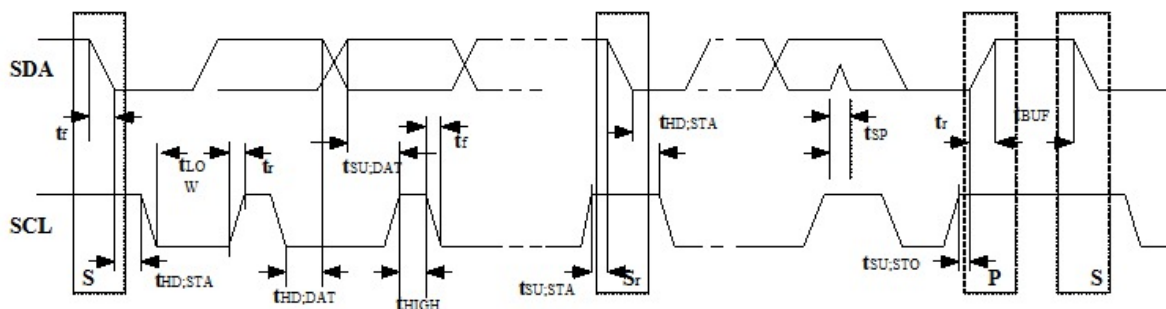 SDA
tf
tLO
W
tr
tSU;DAT
tf
tHD;STA
tSP
tr
tBUF
SCL
S
tHD;STA
tHD;DAT
tHIGH
tSU;STA
Sr
tSU;STO
P
S